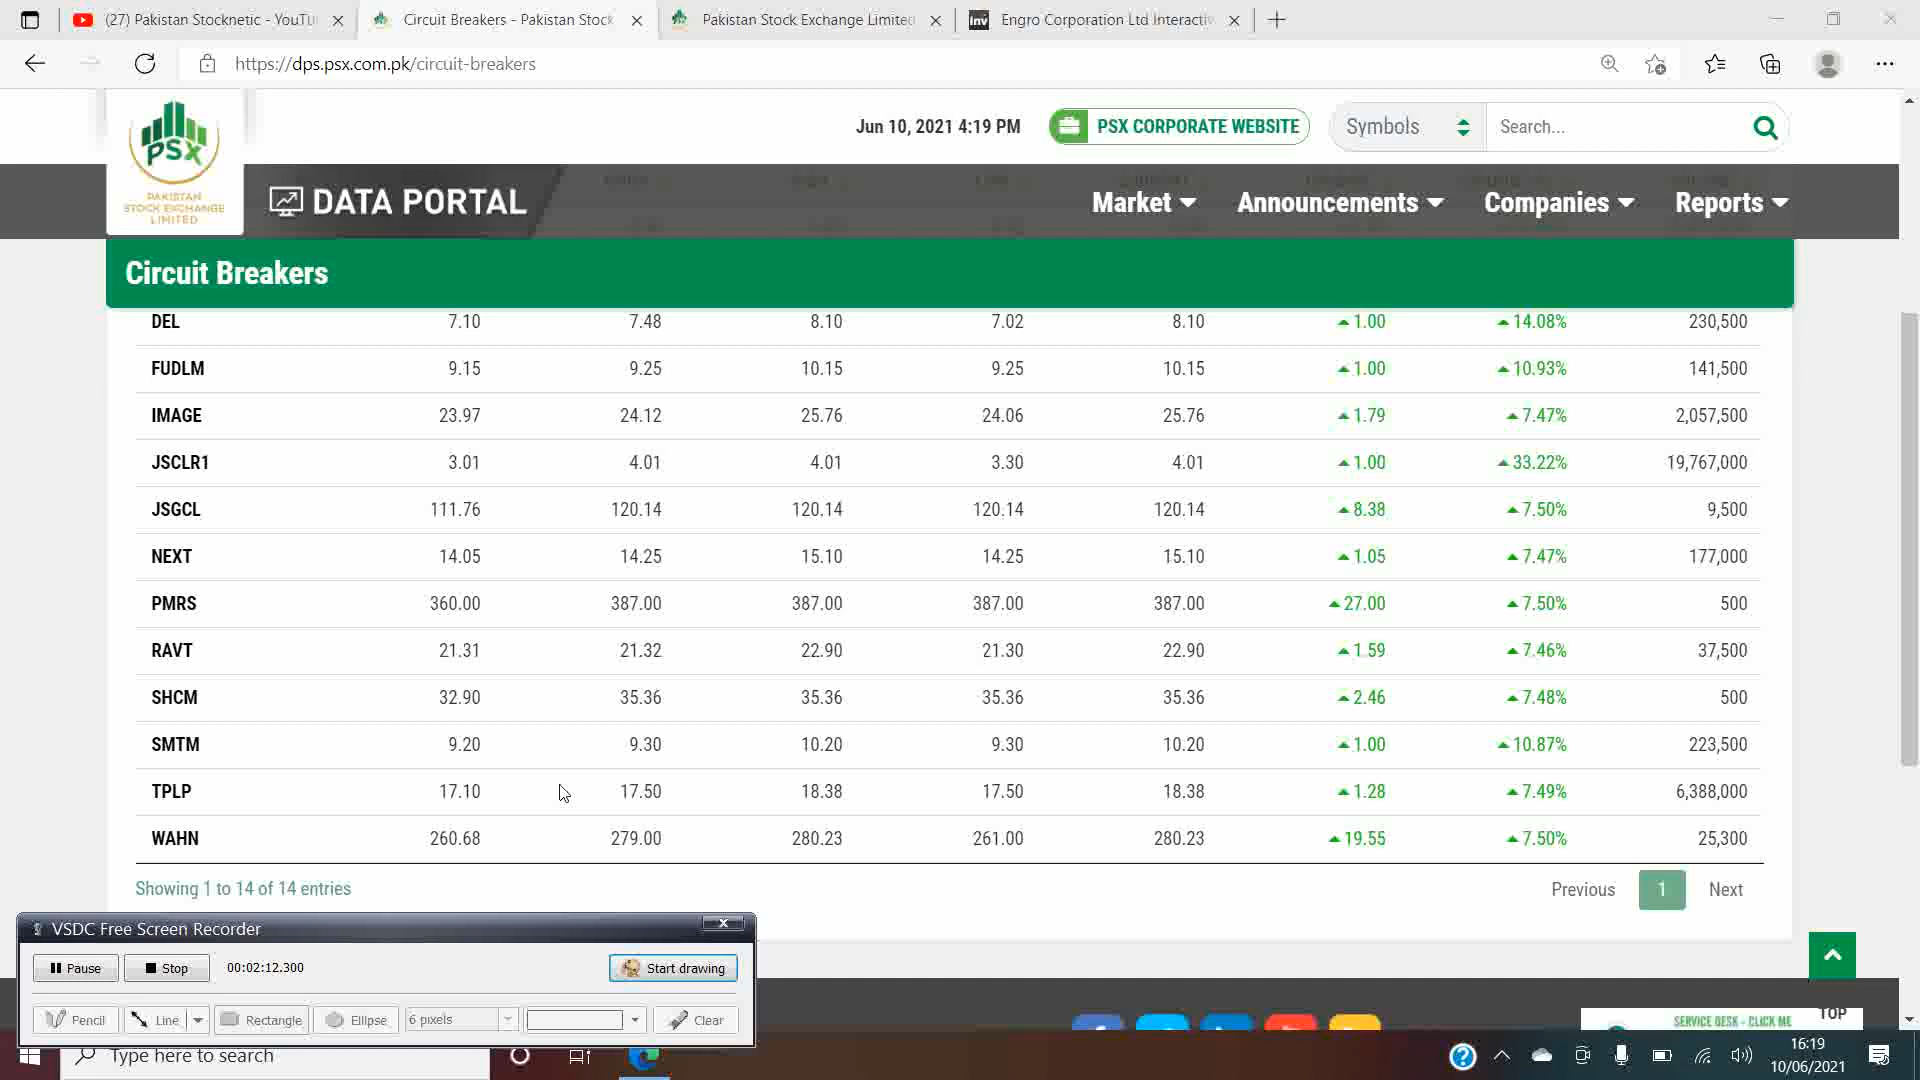 (27) Pakistan Stocknetic - YouTu
Circuit Breakers - Pakistan Stock
Pakistan Stock Exchange Limited
inv Engro Corporation Ltd Interactiv
https://dps.psx.com.pk/circuit-breakers
PSX
PAKISTAN
STOCK EXCHANGE
LIMITED
Jun 10, 2021 4:19 PM
PSX CORPORATE WEBSITE
Symbols
Search...
DATA PORTAL
Market
Announcements
Companies
Reports
Circuit Breakers
DEL 7.10 7.48 8.10 7.02 8.10 1.00 14.08% 230,500
FUDLM 9.15 9.25 10.15 9.25 10.15 1.00 10.93% 141,500
IMAGE 23.97 24.12 25.76 24.06 25.76 1.79 7.47% 2,057,500
JSCLR1 3.01 4.01 4.01 3.30 4.01 1.00 33.22% 19,767,000
JSGCL 111.76 120.14 120.14 120.14 120.14 8.38 7.50% 9,500
NEXT 14.05 14.25 15.10 14.25 15.10 1.05 7.47% 177,000
PMRS 360.00 387.00 387.00 387.00 387.00 27.00 7.50% 500
RAVT 21.31 21.32 22.90 21.30 22.90 1.59 7.46% 37,500
SHCM 32.90 35.36 35.36 35.36 35.36 2.46 7.48% 500
SMTM 9.20 9.30 10.20 9.30 10.20 1.00 10.87% 223,500
TPLP 17.10 17.50 18.38 17.50 18.38 1.28 7.49% 6,388,000
WAHN 260.68 279.00 280.23 261.00 280.23 19.55 7.50% 25,300
Showing 1 to 14 of 14 entries
Previous 1 Next
VSDC Free Screen Recorder
Pause Stop 00:02:12.300 Start drawing
Pencil Line Rectangle Ellipse 6 pixels Clear
SERVICE DESK - CLICK ME
TOP
Type here to search
16:19
10/06/2021